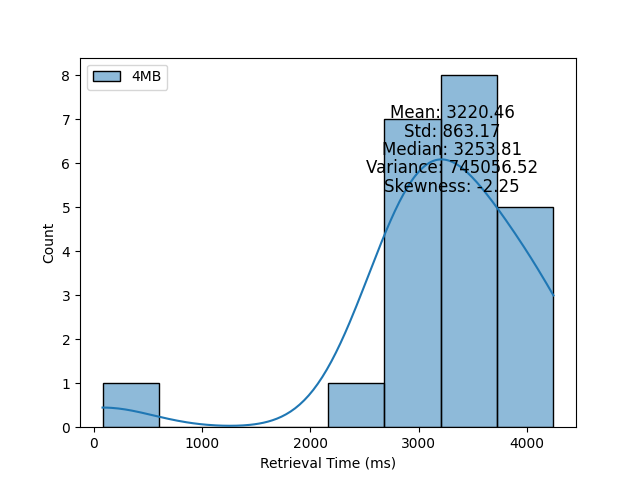 4MB
Mean: 3220.46
Std: 863.17
Median: 3253.81
Variance: 745056.52
Skewness: -2.25
Count
8
7
6
5
4
3
2
1
0
0 1000 2000 3000 4000
Retrieval Time (ms)